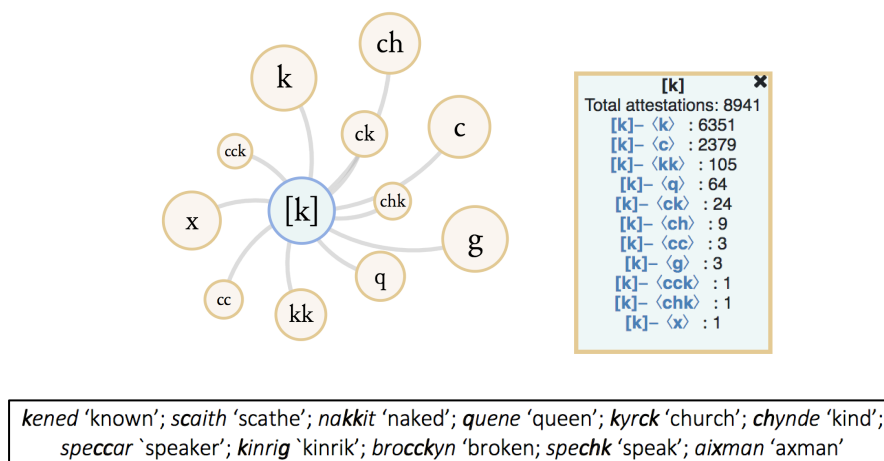 ch
k
ck
c
cck
chk
x
[k]
g
q
cc
kk
[k]
Total attestations: 8941
[k]– ⟨k⟩ : 6351
[k]– ⟨c⟩ : 2379
[k]– ⟨kk⟩ : 105
[k]– ⟨q⟩ : 64
[k]– ⟨ck⟩ : 24
[k]– ⟨ch⟩ : 9
[k]– ⟨cc⟩ : 3
[k]– ⟨g⟩ : 3
[k]– ⟨cck⟩ : 1
[k]– ⟨chk⟩ : 1
[k]– ⟨x⟩ : 1
kened ‘known’; scaith ‘scathe’; nakkit ‘naked’; quene ‘queen’; kyrck ‘church’; chynde ‘kind’;
speccar `speaker’; kinrig `kinrik’; brocckyn ‘broken; spechk ‘speak’; aixman ‘axman’